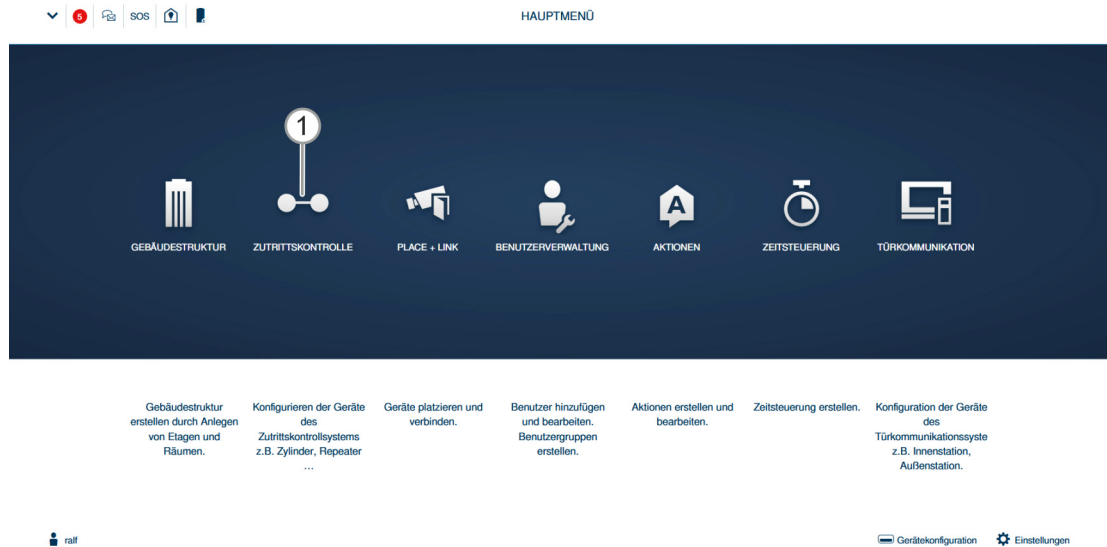 5
SOS
HAUPTMENÜ
1
GEBÄUDESTRUKTUR
ZUTRITTSKONTROLLE
PLACE + LINK
BENUTZERVERWALTUNG
A
AKTIONEN
ZEITSTEUERUNG
TÜRKOMMUNIKATION
Gebäudestruktur
erstellen durch Anlegen
von Etagen und
Räumen.
Konfigurieren der Geräte
des
Zutrittskontrollsystems
z.B. Zylinder, Repeater
...
Geräte platzieren und
verbinden.
Benutzer hinzufügen
und bearbeiten.
Benutzergruppen
erstellen.
Aktionen erstellen und
bearbeiten.
Zeitsteuerung erstellen.
Konfiguration der Geräte
des
Türkommunikationssyste
z.B. Innenstation,
Außenstation.
ralf
Gerätekonfiguration
Einstellungen